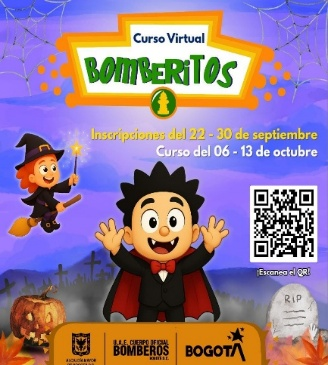 Curso Virtual
BOMBERITOS
Inscripciones del 22 - 30 de septiembre
Curso del 06 - 13 de octubre
¡Escanea el QR!
RIP
U.A.E. CUERPO OFICIAL
BOMBEROS
BOGOTÁ